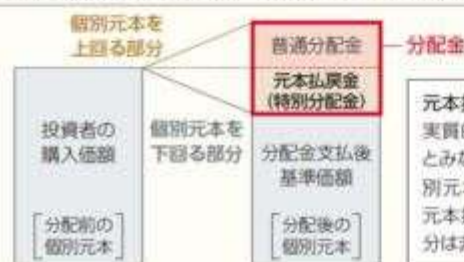 個別元本を
上回る部分
普通分配金
分配金
元本払戻金
(特別分配金)
投資者の
購入価額
個別元本を
下回る部分
分配金支払後
基準価額
分配前の
個別元本
分配後の
個別元本
元本
実質
とみな
別元
元本
分は